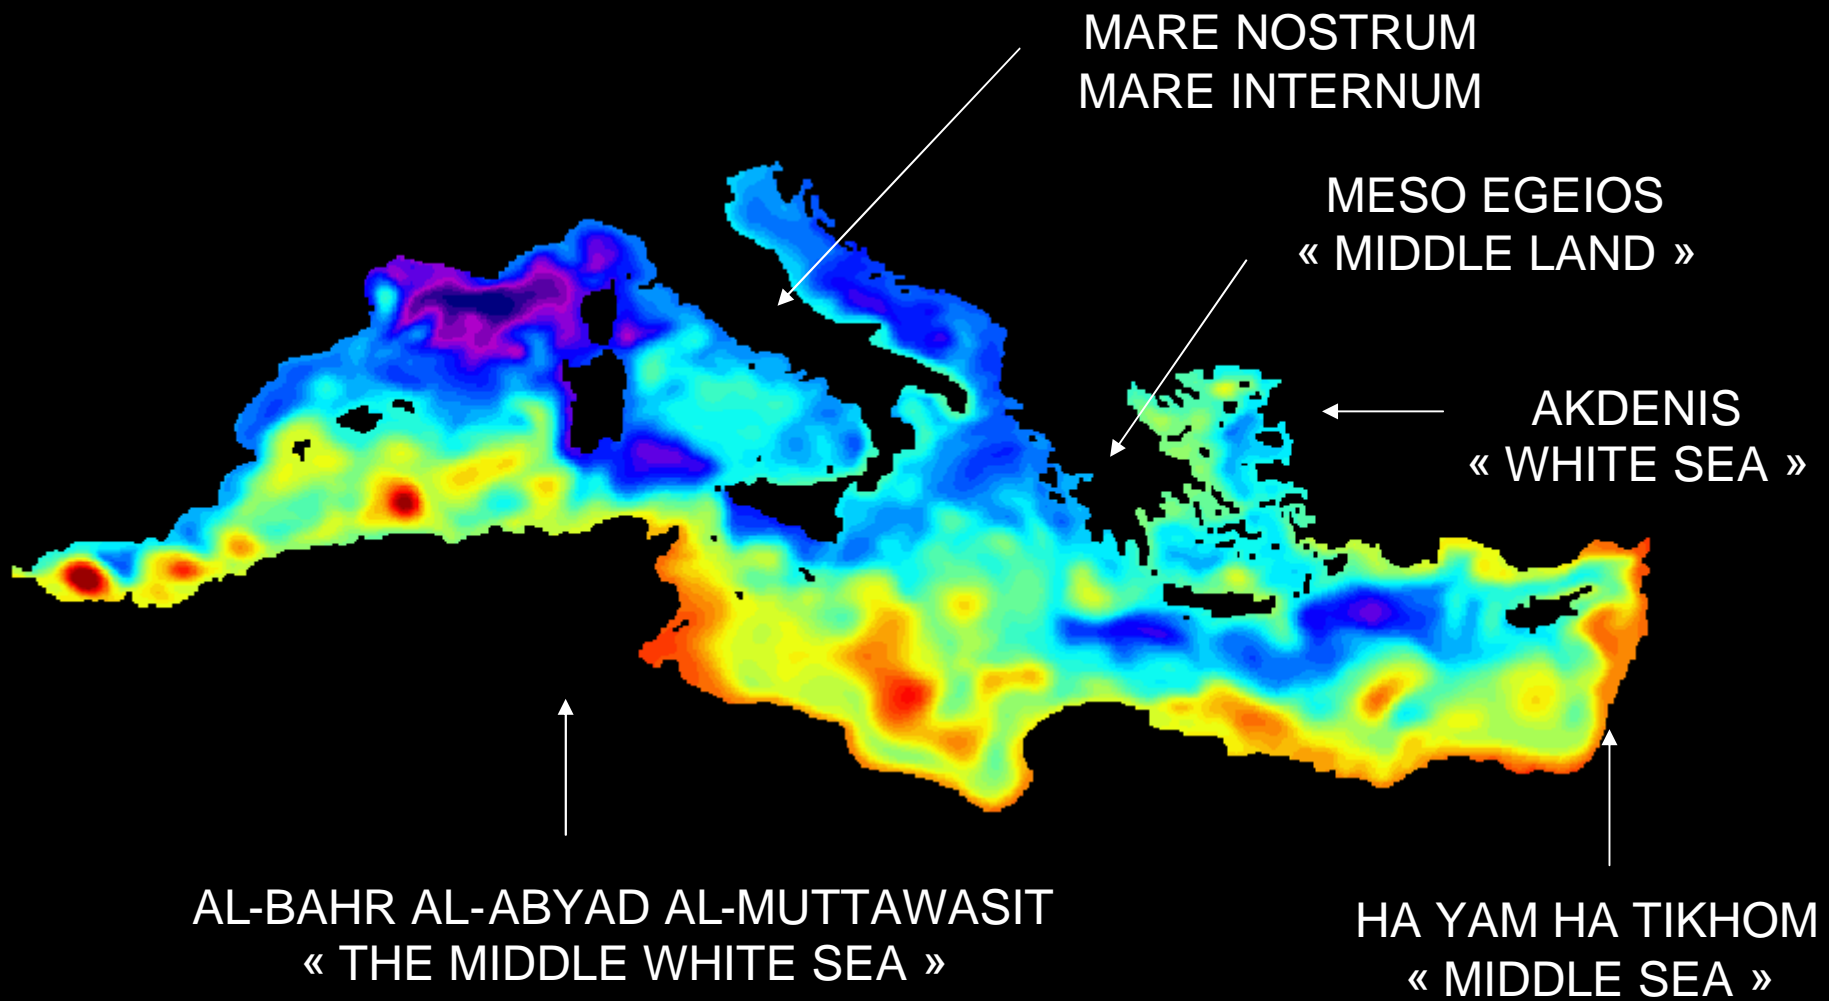 MARE NOSTRUM
MARE INTERNUM
MESO EGEIOS
« MIDDLE LAND »
AKDENIS
« WHITE SEA »
AL-BAHR AL-ABYAD AL-MUTTAWASIT
« THE MIDDLE WHITE SEA »
HA YAM HA TIKHOM
« MIDDLE SEA »